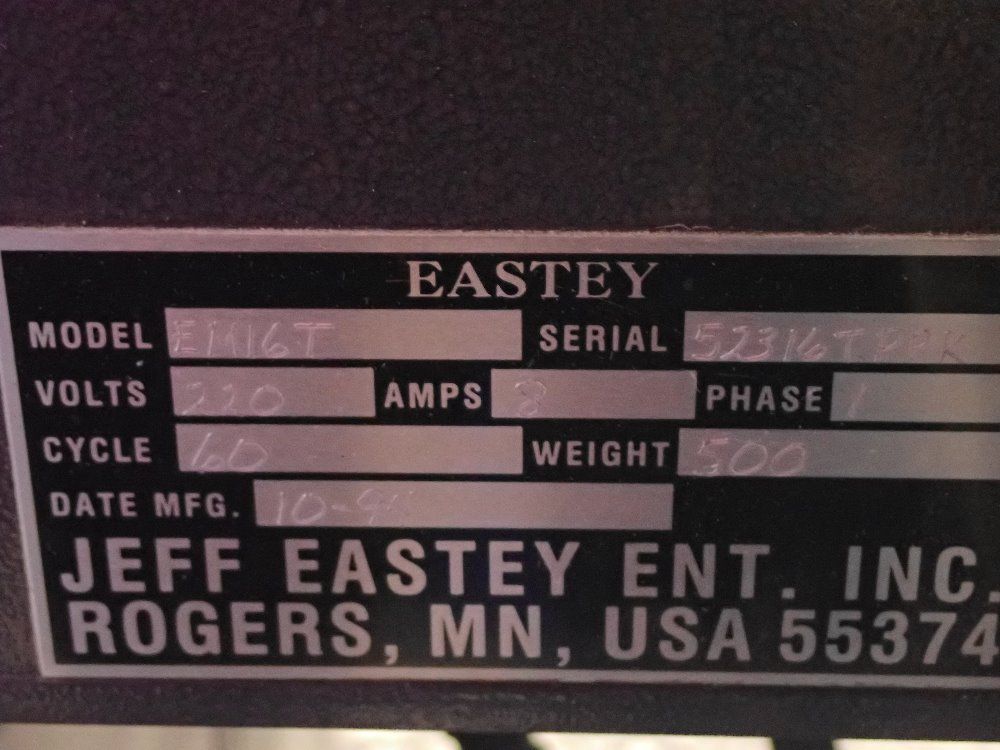 EASTEY
MODEL EM16T SERIAL
VOLTS 220 AMPS 8 PHASE 1
CYCLE 60 WEIGHT 500
DATE MFG.
JEFF EASTEY ENT. INC.
ROGERS, MN, USA 55374